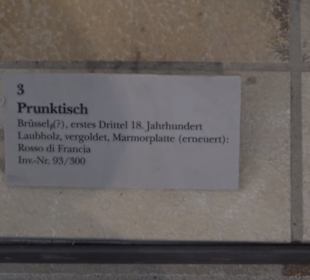 3
Prunktisch
Brüssel (?), erstes Drittel 18. Jahrhundert
Laubholz, vergoldet, Marmorplatte (erneuert):
Rosso di Francia
Inv.-Nr. 93/300